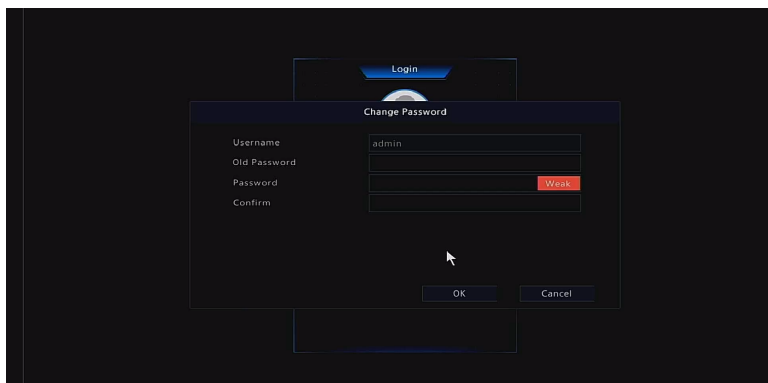 Login
Change Password
Username admin
Old Password
Password Weak
Confirm
OK Cancel